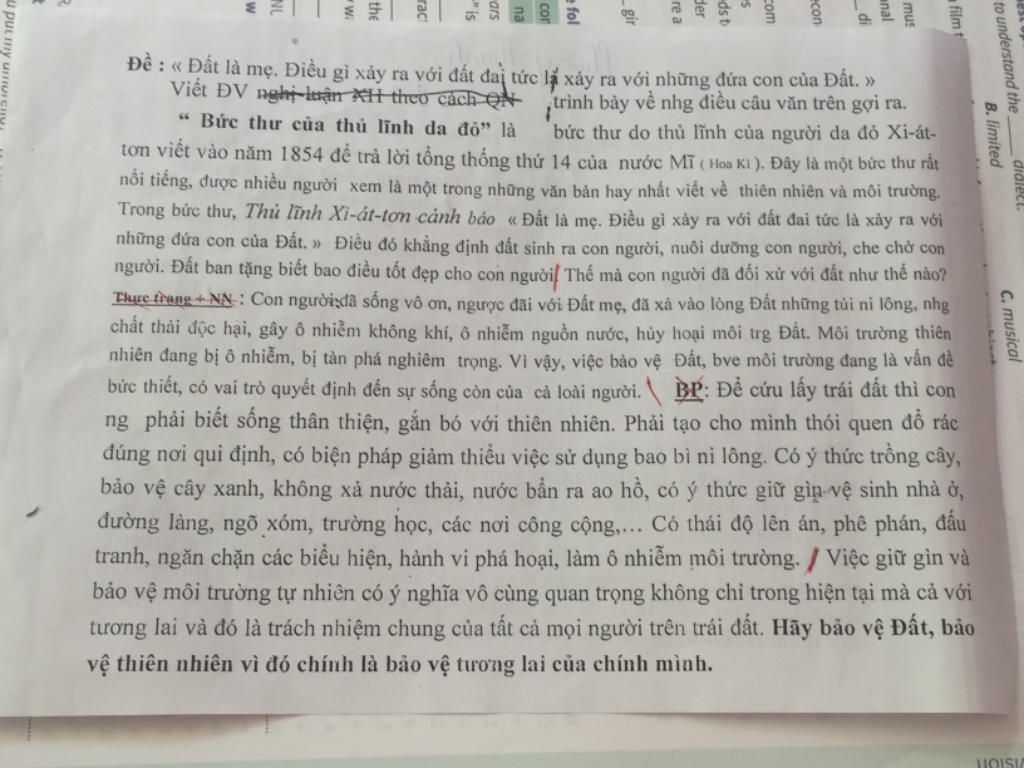 Đề : « Đất là mẹ. Điều gì xảy ra với đất đai tức là xảy ra với những đứa con của Đất. »
Viết ĐV nghị luận XH theo cách QN trình bày về nhg điều câu văn trên gợi ra.
“ Bức thư của thủ lĩnh da đỏ” là bức thư do thủ lĩnh của người da đỏ Xi-át-
tơn viết vào năm 1854 để trả lời tổng thống thứ 14 của nước Mĩ ( Hoa Kì ). Đây là một bức thư rất
nổi tiếng, được nhiều người xem là một trong những văn bản hay nhất viết về thiên nhiên và môi trường.
Trong bức thư, Thủ lĩnh Xi-át-tơn cảnh báo « Đất là mẹ. Điều gì xảy ra với đất đai tức là xảy ra với
những đứa con của Đất. » Điều đó khẳng định đất sinh ra con người, nuôi dưỡng con người, che chở con
người. Đất ban tặng biết bao điều tốt đẹp cho con người/ Thế mà con người đã đối xử với đất như thế nào?
Thực trạng + NN : Con người đã sống vô ơn, ngược đãi với Đất mẹ, đã xả vào lòng Đất những túi ni lông, nhg
chất thải độc hại, gây ô nhiễm không khí, ô nhiễm nguồn nước, hủy hoại môi trg Đất. Môi trường thiên
nhiên đang bị ô nhiễm, bị tàn phá nghiêm trọng. Vì vậy, việc bảo vệ Đất, bve môi trường đang là vấn đề
bức thiết, có vai trò quyết định đến sự sống còn của cả loài người. \ BP: Để cứu lấy trái đất thì con
ng phải biết sống thân thiện, gắn bó với thiên nhiên. Phải tạo cho mình thói quen đổ rác
đúng nơi qui định, có biện pháp giảm thiểu việc sử dụng bao bì ni lông. Có ý thức trồng cây,
bảo vệ cây xanh, không xả nước thải, nước bẩn ra ao hồ, có ý thức giữ gìn vệ sinh nhà ở,
đường làng, ngõ xóm, trường học, các nơi công cộng,... Có thái độ lên án, phê phán, đấu
tranh, ngăn chặn các biểu hiện, hành vi phá hoại, làm ô nhiễm môi trường. / Việc giữ gìn và
bảo vệ môi trường tự nhiên có ý nghĩa vô cùng quan trọng không chỉ trong hiện tại mà cả với
tương lai và đó là trách nhiệm chung của tất cả mọi người trên trái đất. Hãy bảo vệ Đất, bảo
vệ thiên nhiên vì đó chính là bảo vệ tương lai của chính mình.
to understand the ____ dialect.
B. limited
C. musical